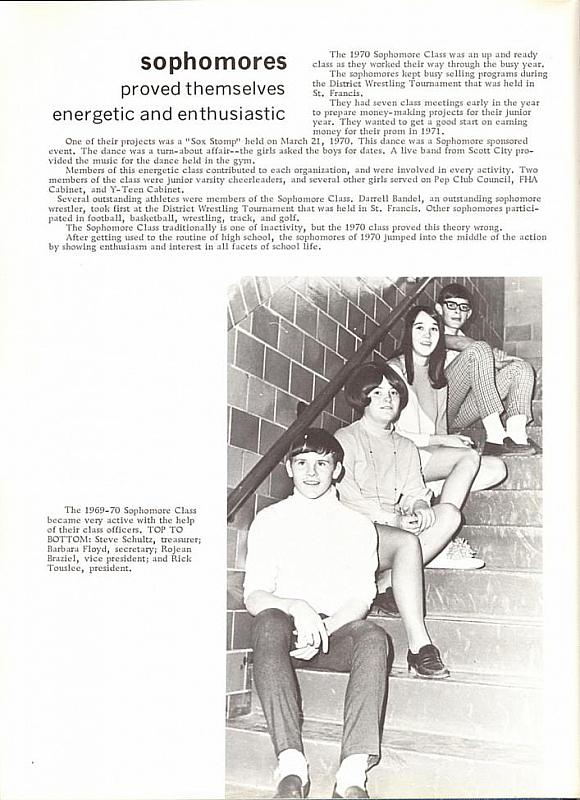 sophomores
proved themselves
energetic and enthusiastic
The 1970 Sophomore Class was an up and ready
class as they worked their way through the busy year.
The sophomores kept busy selling programs during
the District Wrestling Tournament that was held in
St. Francis.
They had seven class meetings early in the year
to prepare money-making projects for their junior
year. They wanted to get a good start on earning
money for their prom in 1971.
One of their projects was a "Sox Stomp" held on March 21, 1970. This dance was a Sophomore sponsored
event. The dance was a turn-about affair--the girls asked the boys for dates. A live band from Scott City pro-
vided the music for the dance held in the gym.
Members of this energetic class contributed to each organization, and were involved in every activity. Two
members of the class were junior varsity cheerleaders, and several other girls served on Pep Club Council, FHA
Cabinet, and Y-Teen Cabinet.
Several outstanding athletes were members of the Sophomore Class. Darrell Bandel, an outstanding sophomore
wrestler, took first at the District Wrestling Tournament that was held in St. Francis. Other sophomores partici-
pated in football, basketball, wrestling, track, and golf.
The Sophomore Class traditionally is one of inactivity, but the 1970 class proved this theory wrong.
After getting used to the routine of high school, the sophomores of 1970 jumped into the middle of the action
by showing enthusiasm and interest in all facets of school life.
The 1969-70 Sophomore Class
became very active with the help
of their class officers. TOP TO
BOTTOM: Steve Schultz, treasurer;
Barbara Floyd, secretary; Rojean
Braziel, vice president; and Rick
Touslee, president.